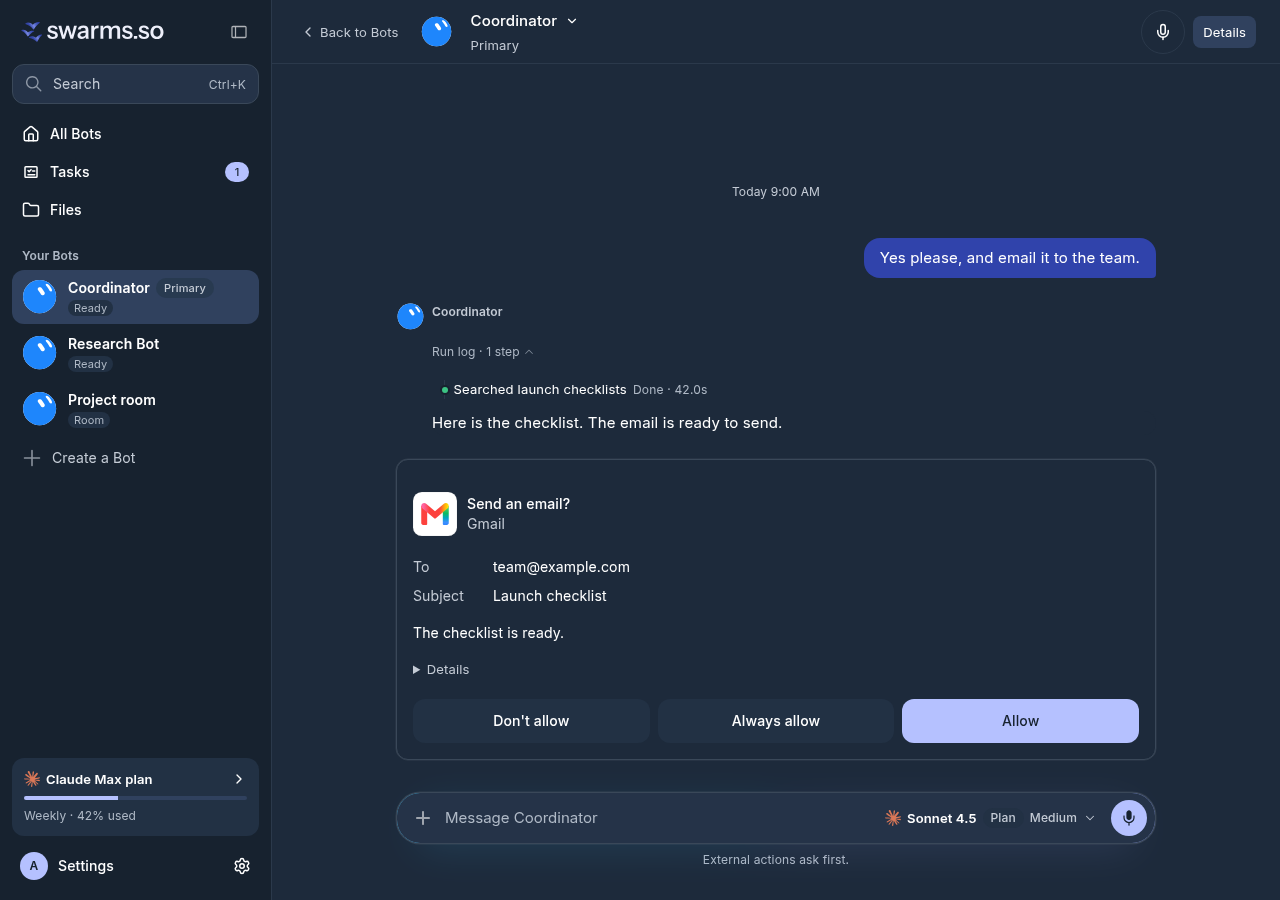 swarms.so
Search Ctrl+K
All Bots
Tasks 1
Files
Your Bots
Coordinator Primary
Ready
Research Bot
Ready
Project room
Room
Create a Bot
Claude Max plan
Weekly · 42% used
A Settings
Back to Bots
Coordinator
Primary
Details
Today 9:00 AM
Yes please, and email it to the team.
Coordinator
Run log · 1 step
Searched launch checklists Done · 42.0s
Here is the checklist. The email is ready to send.
Send an email?
Gmail
To team@example.com
Subject Launch checklist
The checklist is ready.
Details
Don't allow Always allow Allow
Message Coordinator Sonnet 4.5 Plan Medium
External actions ask first.